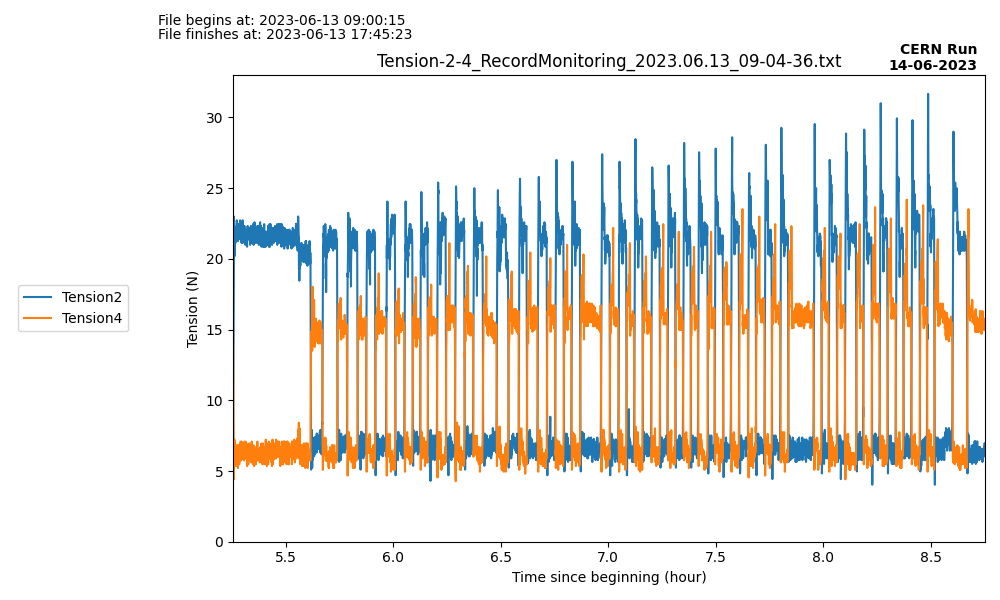 File begins at: 2023-06-13 09:00:15
File finishes at: 2023-06-13 17:45:23
CERN Run
14-06-2023
Tension-2-4_RecordMonitoring_2023.06.13_09-04-36.txt
30
25
20
15
10
5
0
Tension (N)
Tension2
Tension4
5.5
6.0
6.5
7.0
7.5
8.0
8.5
Time since beginning (hour)